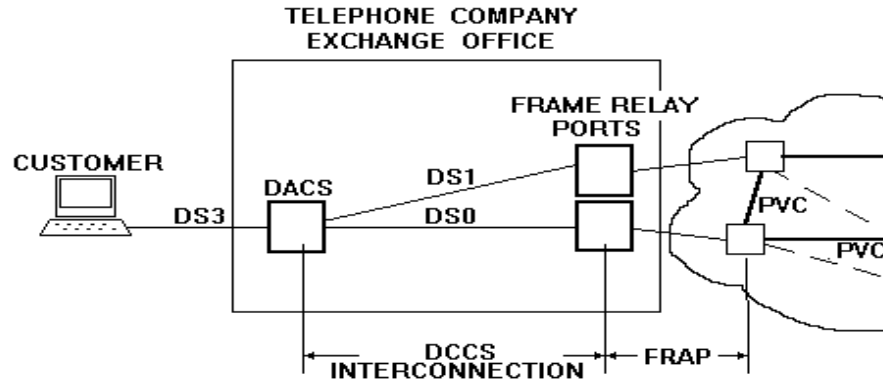 TELEPHONE COMPANY
EXCHANGE OFFICE
FRAME RELAY
PORTS
CUSTOMER
DACS
DS1
DS3
DS0
PVC
PVC
DCCS
INTERCONNECTION
FRAP